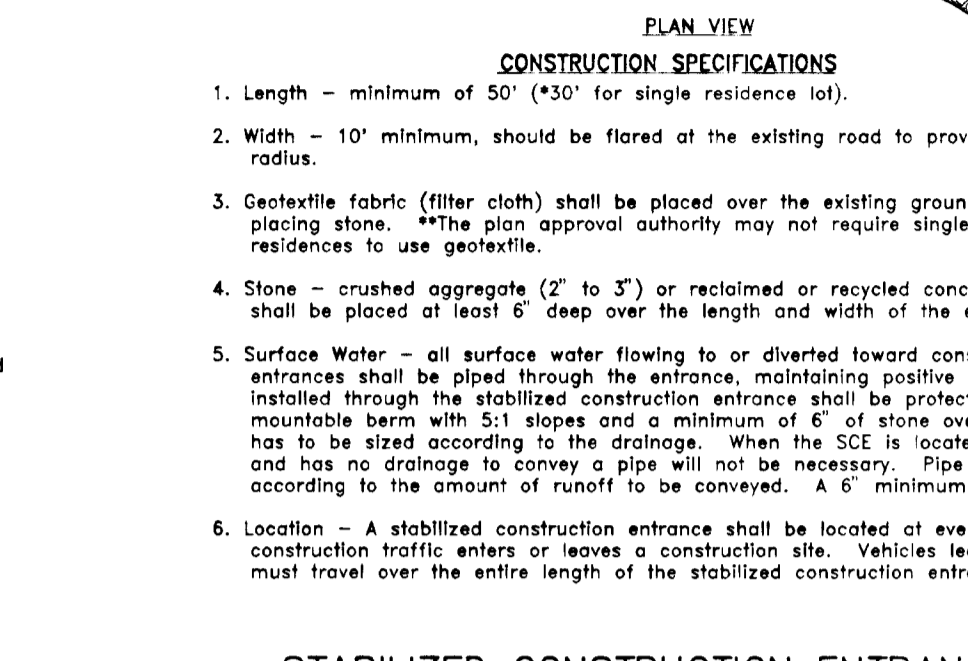 PLAN VIEW
CONSTRUCTION SPECIFICATIONS
1. Length – minimum of 50' (*30' for single residence lot).
2. Width – 10' minimum, should be flared at the existing road to prov
radius.
3. Geotextile fabric (filter cloth) shall be placed over the existing groun
placing stone. **The plan approval authority may not require single
residences to use geotextile.
4. Stone – crushed aggregate (2" to 3") or reclaimed or recycled conc
shall be placed at least 6" deep over the length and width of the e
5. Surface Water – all surface water flowing to or diverted toward cons
entrances shall be piped through the entrance, maintaining positive
installed through the stabilized construction entrance shall be protect
mountable berm with 5:1 slopes and a minimum of 6" of stone ove
has to be sized according to the drainage. When the SCE is locate
and has no drainage to convey a pipe will not be necessary. Pipe
according to the amount of runoff to be conveyed. A 6" minimum
6. Location – A stabilized construction entrance shall be located at eve
construction traffic enters or leaves a construction site. Vehicles le
must travel over the entire length of the stabilized construction entr
STABILIZED CONSTRUCTION ENTRAN